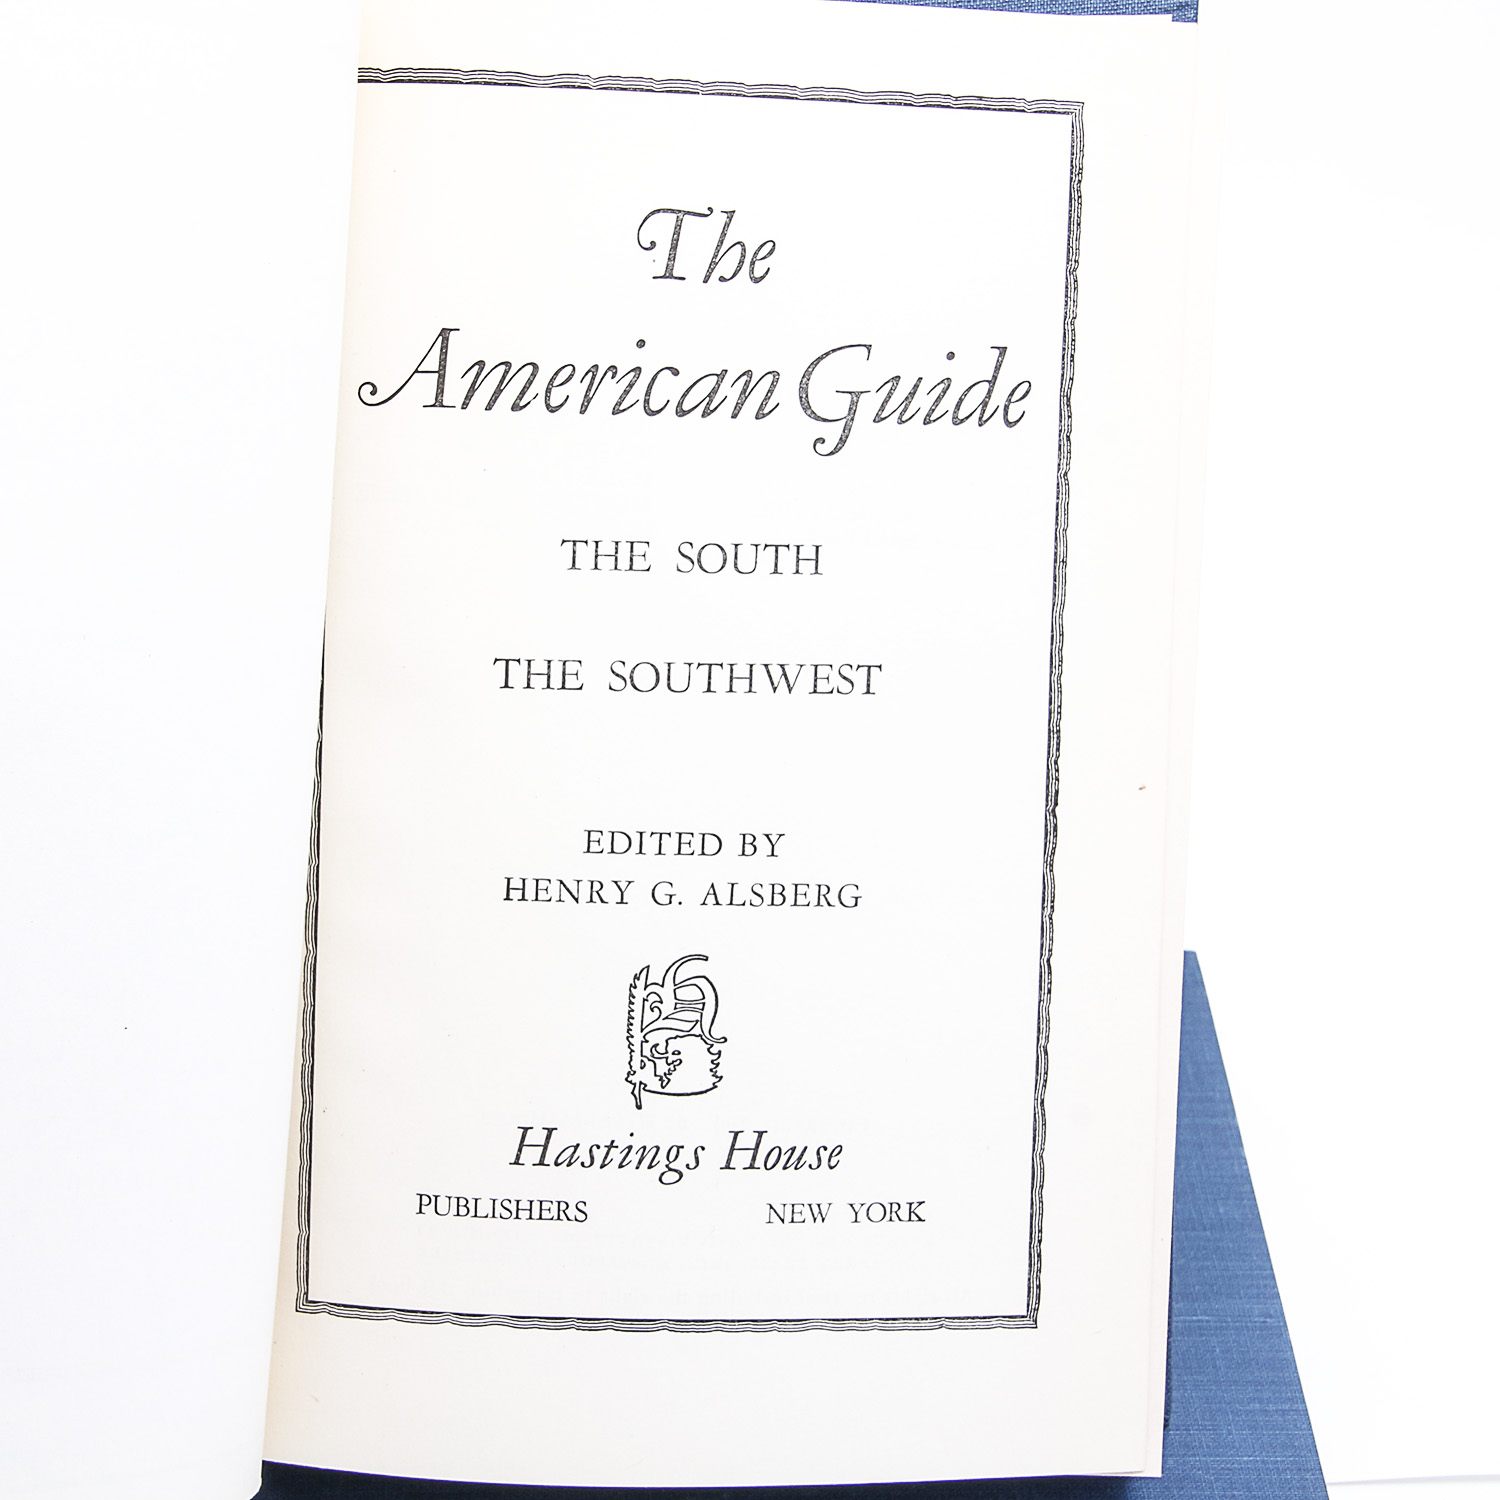 The
American Guide
THE SOUTH
THE SOUTHWEST
EDITED BY
HENRY G. ALSBERG
Hastings House
PUBLISHERS NEW YORK